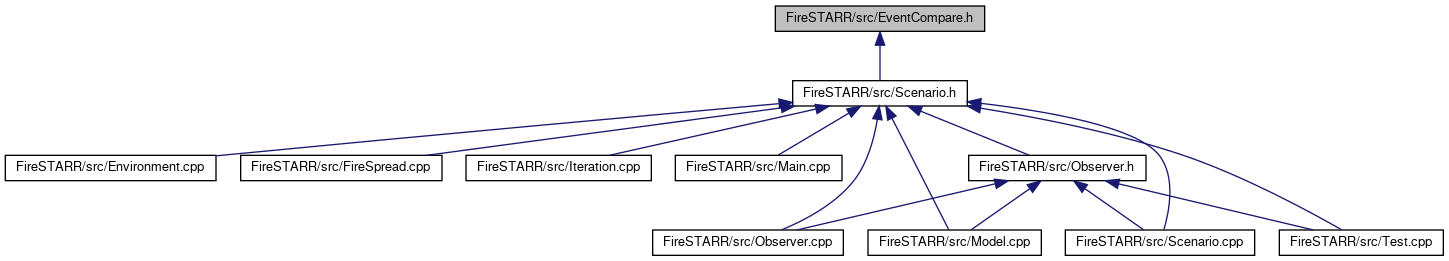 FireSTARR/src/EventCompare.h
FireSTARR/src/Scenario.h
FireSTARR/src/Environment.cpp
FireSTARR/src/FireSpread.cpp
FireSTARR/src/Iteration.cpp
FireSTARR/src/Main.cpp
FireSTARR/src/Observer.h
FireSTARR/src/Observer.cpp
FireSTARR/src/Model.cpp
FireSTARR/src/Scenario.cpp
FireSTARR/src/Test.cpp